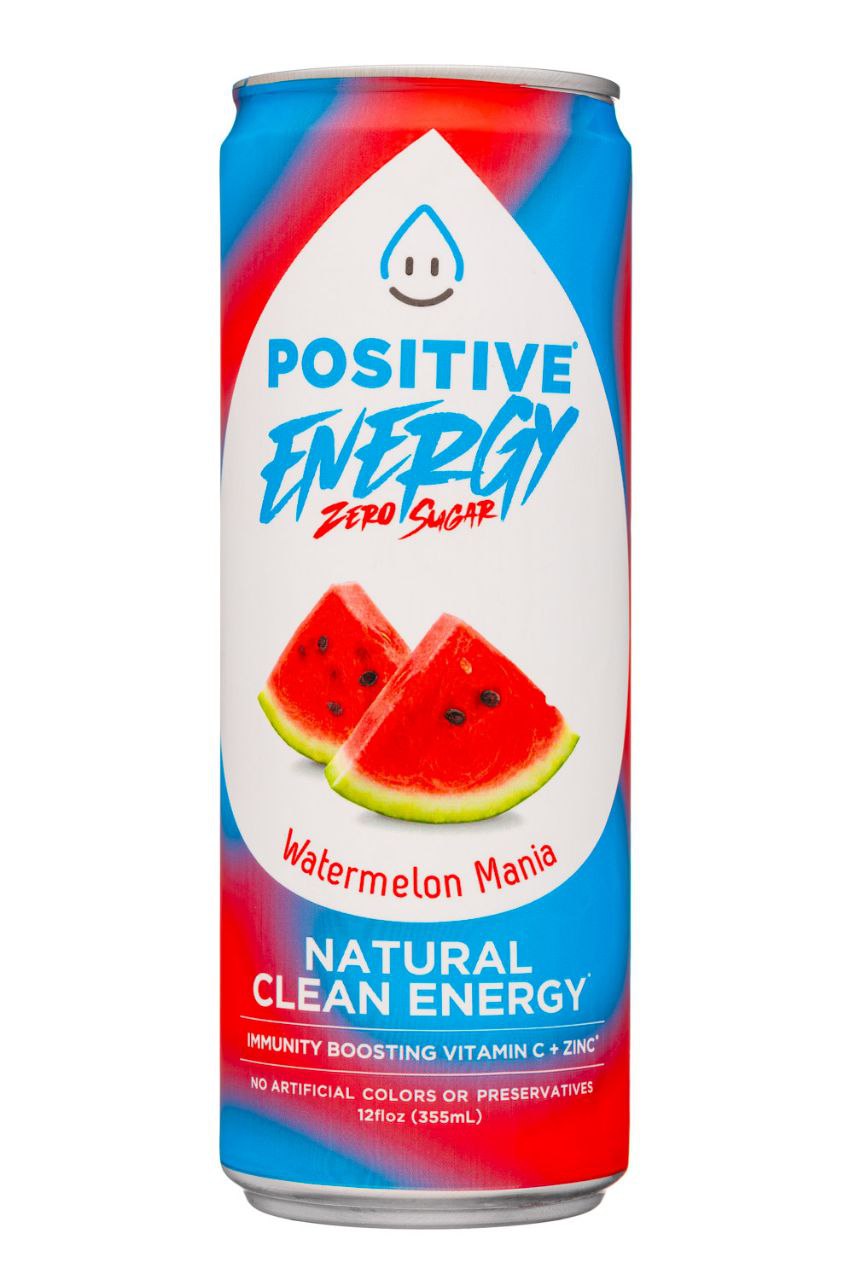 POSITIVE®
ENERGY
ZERO SUGAR
Watermelon Mania
NATURAL
CLEAN ENERGY*
IMMUNITY BOOSTING VITAMIN C + ZINC*
NO ARTIFICIAL COLORS OR PRESERVATIVES
12floz (355mL)